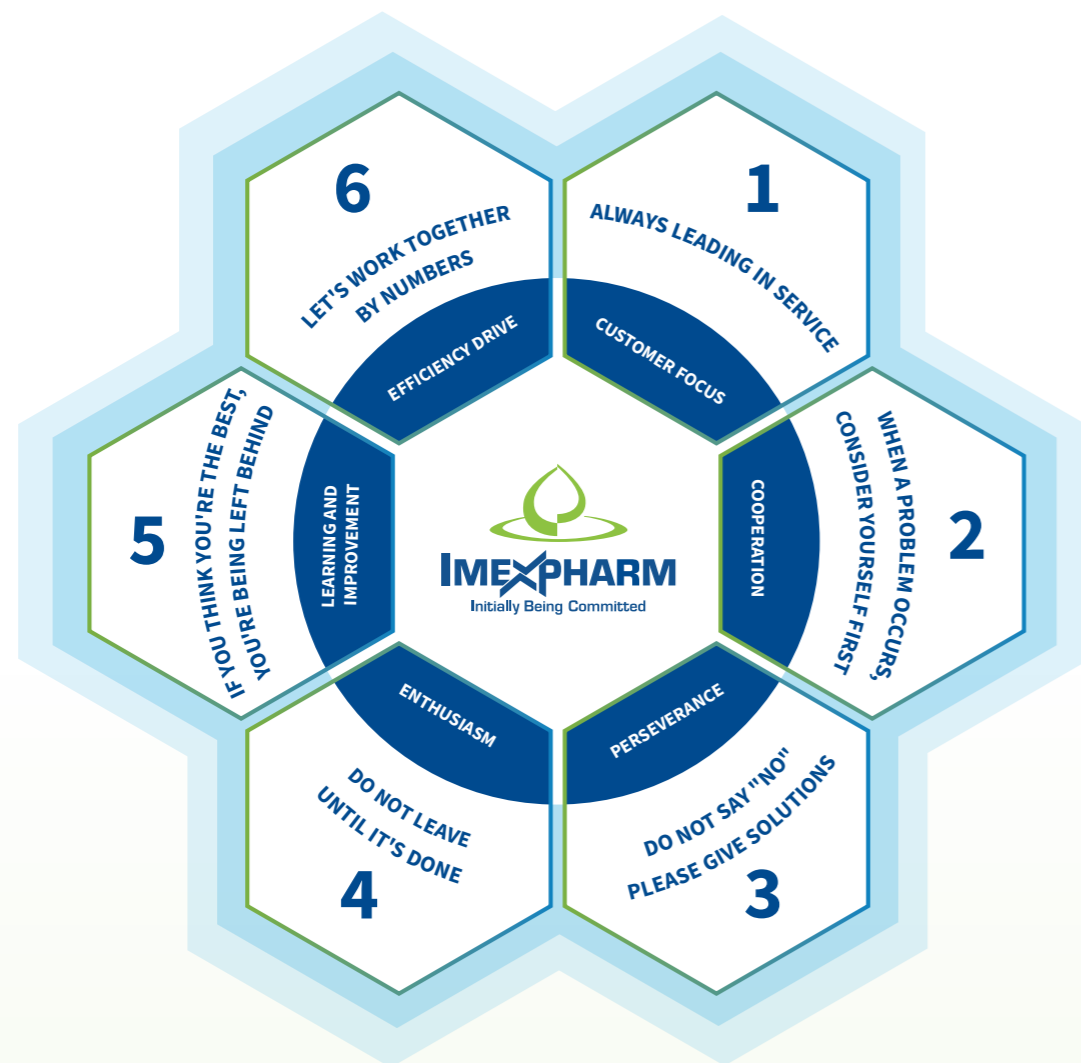 6
LET'S WORK TOGETHER
BY NUMBERS
EFFICIENCY DRIVE
1
ALWAYS LEADING IN SERVICE
CUSTOMER FOCUS
2
WHEN A PROBLEM OCCURS,
CONSIDER YOURSELF FIRST
COOPERATION
3
DO NOT SAY "NO"
PLEASE GIVE SOLUTIONS
PERSEVERANCE
4
DO NOT LEAVE
UNTIL IT'S DONE
ENTHUSIASM
5
IF YOU THINK YOU'RE THE BEST,
YOU'RE BEING LEFT BEHIND
LEARNING AND
IMPROVEMENT
IMEXPHARM
Initially Being Committed